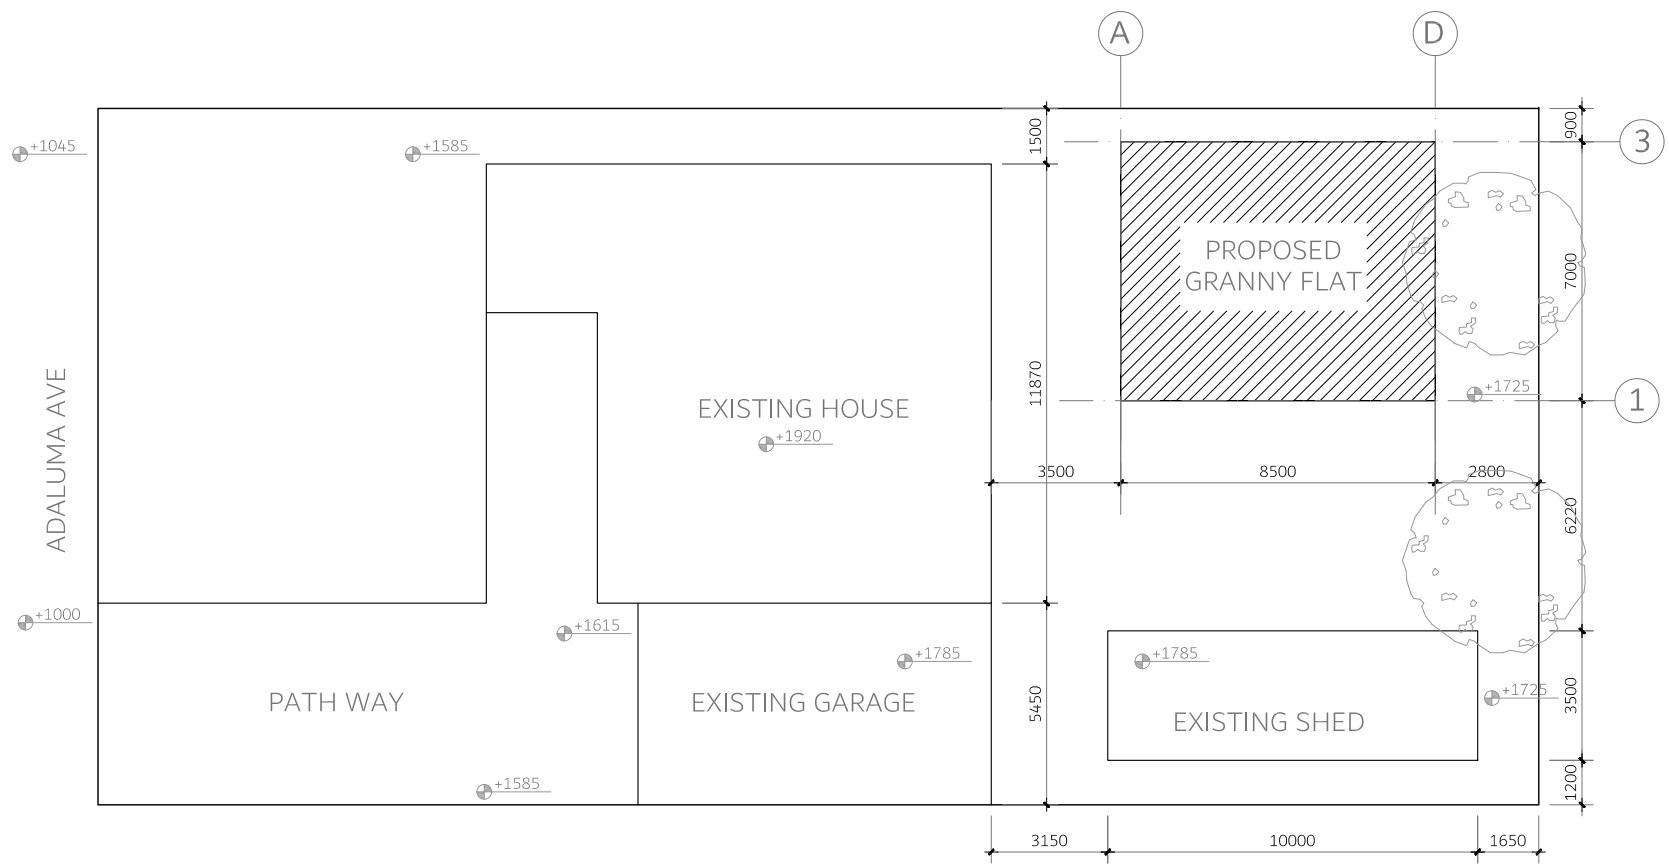 A
D
900
3
+1045
+1585
1500
PROPOSED
GRANNY FLAT
7000
11870
+1725
1
ADALUMA AVE
EXISTING HOUSE
+1920
3500
8500
2800
6220
+1000
+1615
+1785
+1785
PATH WAY
EXISTING GARAGE
5450
EXISTING SHED
+1725
3500
+1585
1200
3150
10000
1650